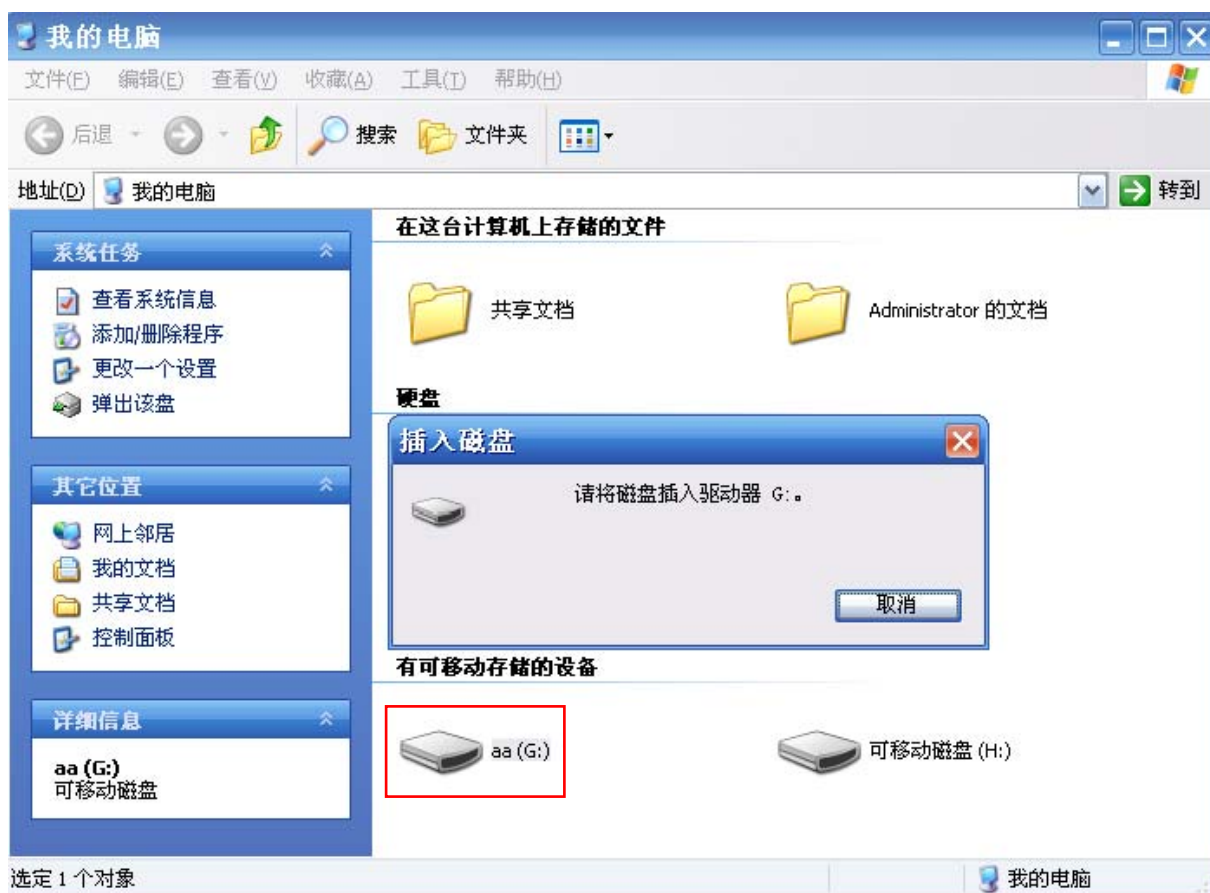 我的电脑
文件(F) 编辑(E) 查看(V) 收藏(A) 工具(T) 帮助(H)
后退 搜索 文件夹
地址(D) 我的电脑 转到
系统任务
查看系统信息
添加/删除程序
更改一个设置
弹出该盘
其它位置
网上邻居
我的文档
共享文档
控制面板
详细信息
aa (G:)
可移动磁盘
在这台计算机上存储的文件
共享文档 Administrator 的文档
硬盘
插入磁盘
请将磁盘插入驱动器 G:。
取消
有可移动存储的设备
aa (G:) 可移动磁盘 (H:)
选定 1 个对象 我的电脑